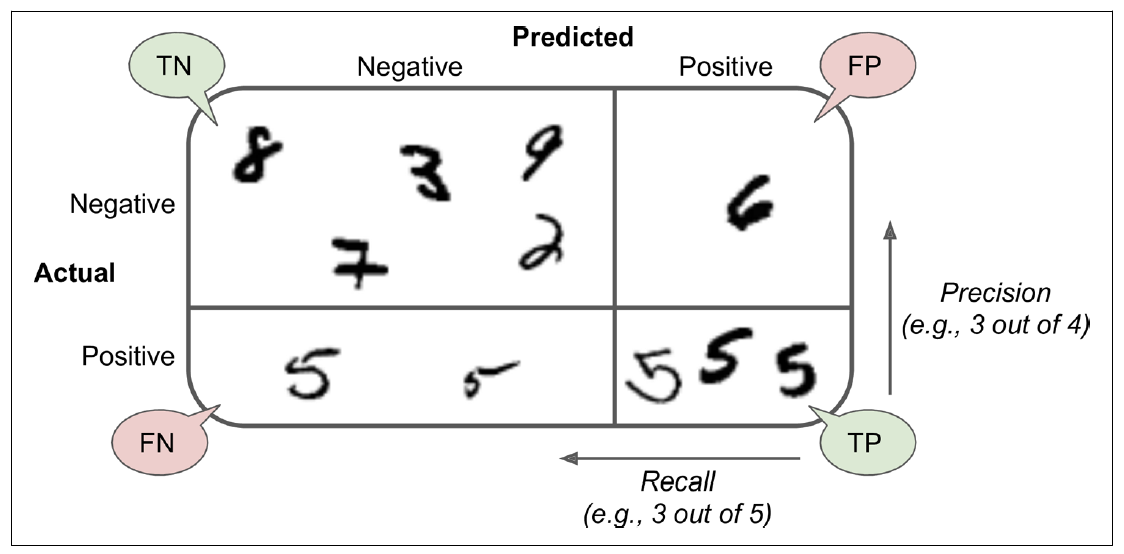 Predicted
TN
Negative
Positive
FP
8 3 9
6
Negative
7 2
Actual
Precision
(e.g., 3 out of 4)
Positive
5 5
5 5 5
FN
TP
Recall
(e.g., 3 out of 5)